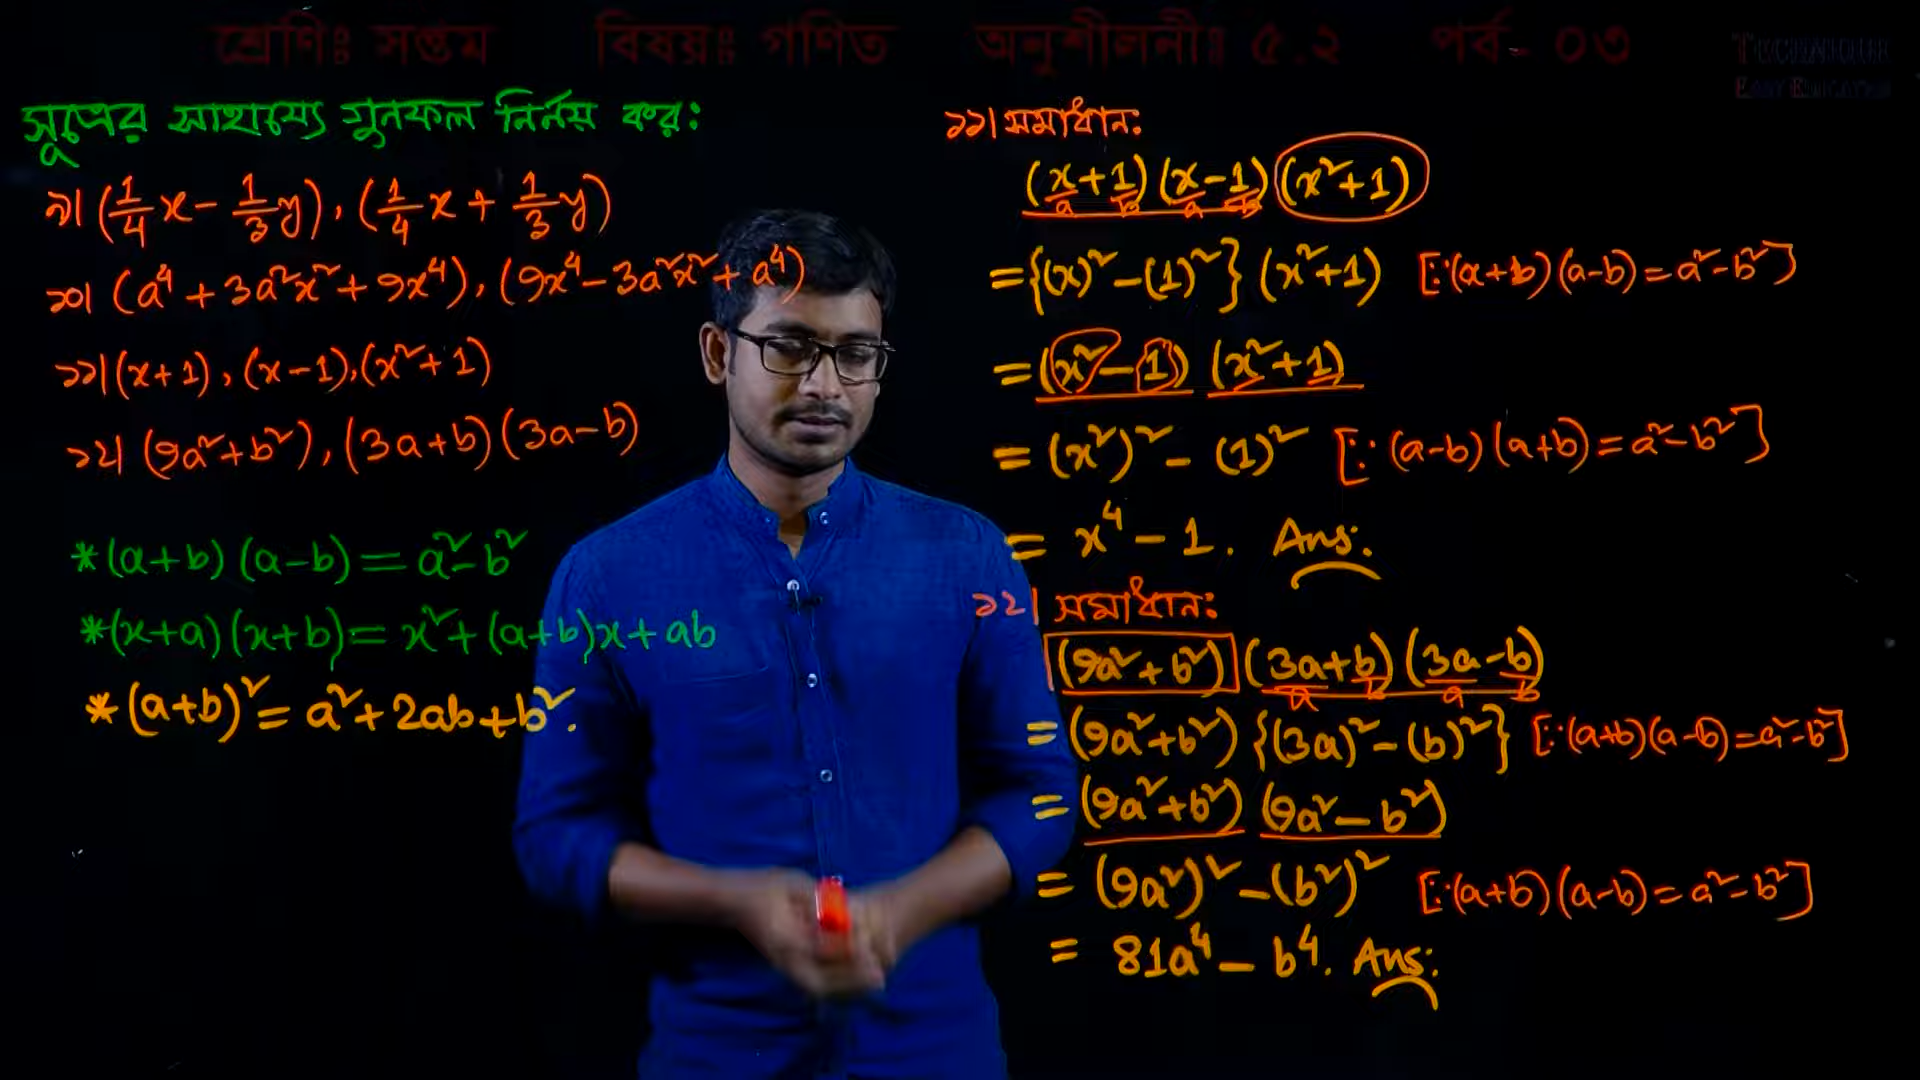 শ্রেণিঃ সপ্তম বিষয়ঃ গণিত অনুশীলনীঃ ৫.২ পর্ব- ০৩
TECHNIQUE
EASY EDUCATION
সূত্রের সাহায্যে গুনফল নির্নয় কর:
৯। (1/4 x - 1/3 y), (1/4 x + 1/3 y)
১০। (a⁴ + 3a²x² + 9x⁴), (9x⁴ - 3a²x² + a⁴)
১১। (x+1), (x-1), (x²+1)
১২। (9a²+b²), (3a+b) (3a-b)
*(a+b) (a-b) = a²-b²
*(x+a) (x+b) = x²+(a+b)x+ab
*(a+b)² = a²+2ab+b².
১১। সমাধান:
(x+1) (x-1) (x²+1)
a b a b
= {(x)² - (1)²} (x²+1) [∵ (a+b) (a-b) = a²-b²]
= (x² - 1) (x²+1)
= (x²)² - (1)² [∵ (a-b) (a+b) = a²-b²]
= x⁴ - 1. Ans:
১২। সমাধান:
(9a²+b²) (3a+b) (3a-b)
a b a b
= (9a²+b²) {(3a)² - (b)²} [∵ (a+b) (a-b) = a²-b²]
= (9a²+b²) (9a²-b²)
= (9a²)² - (b²)² [∵ (a+b) (a-b) = a²-b²]
= 81a⁴ - b⁴. Ans: